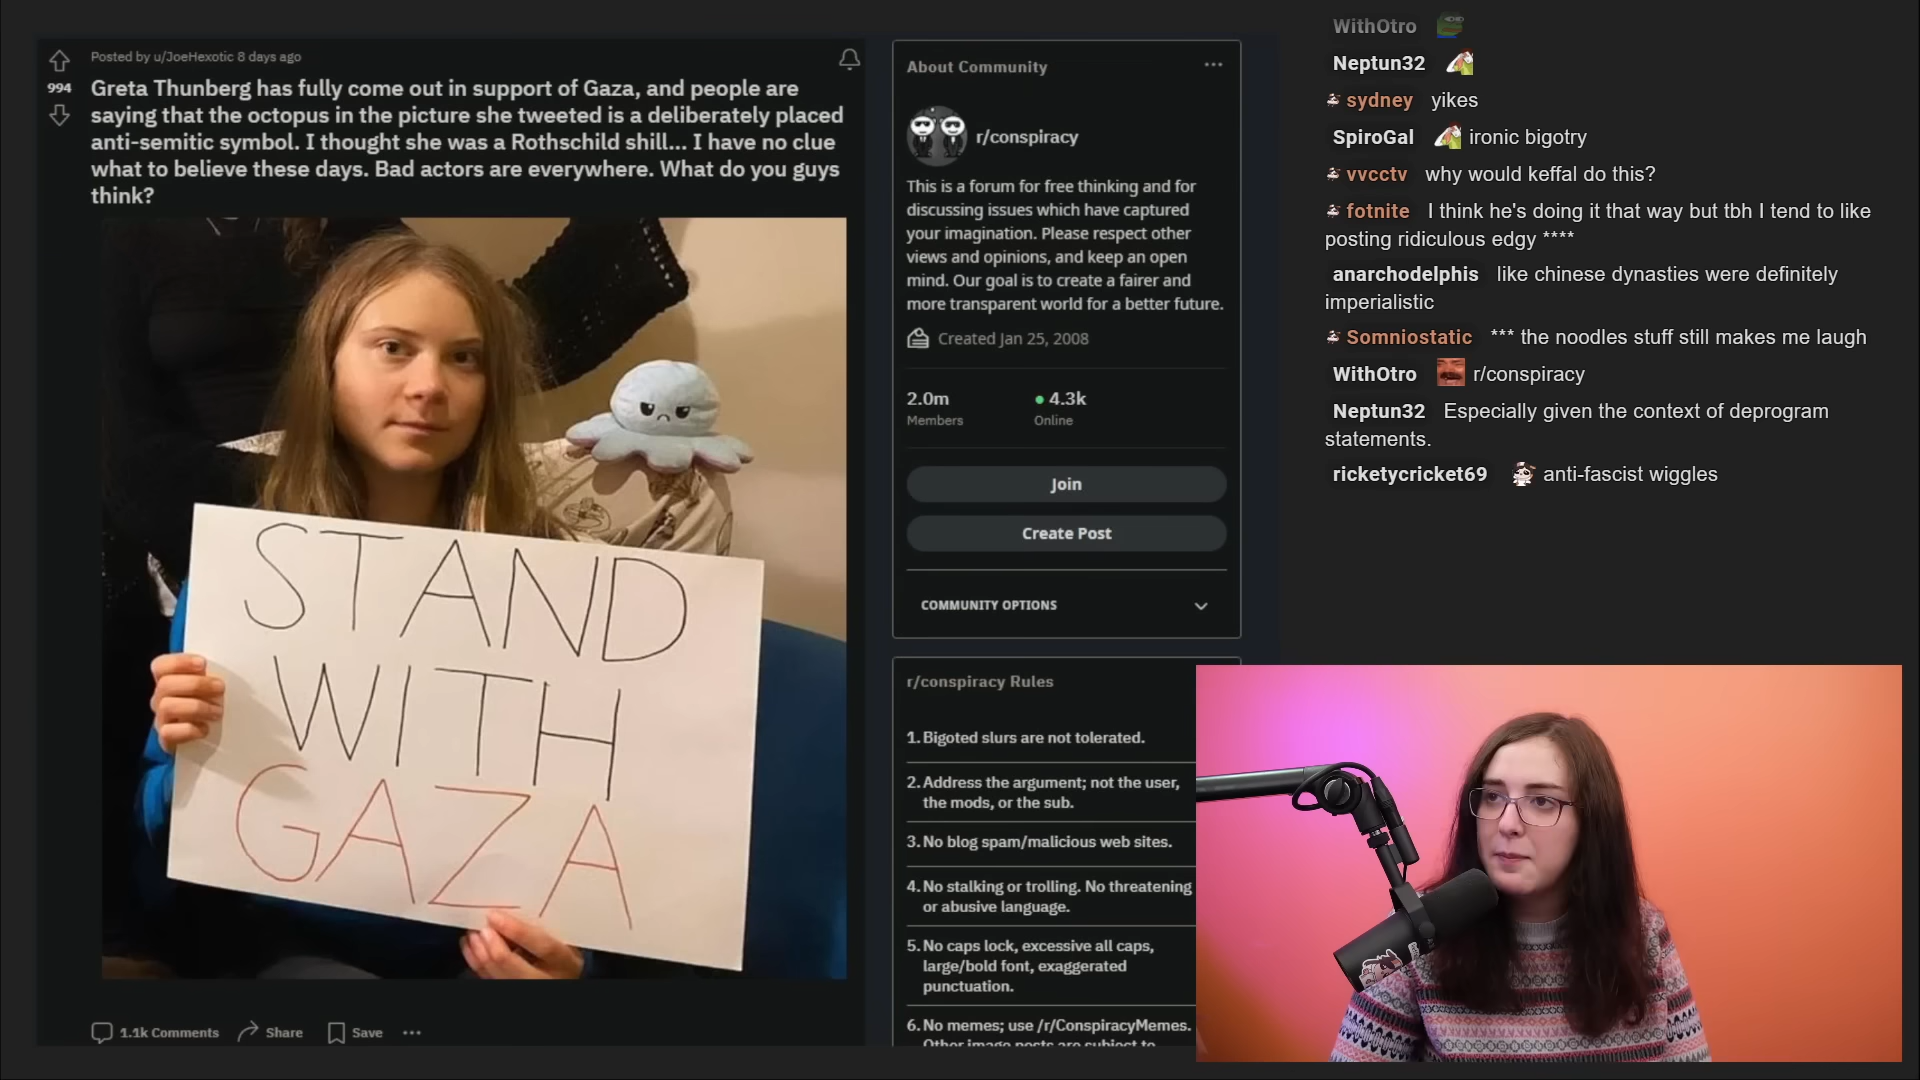 Posted by u/JoeHexotic 8 days ago
994
Greta Thunberg has fully come out in support of Gaza, and people are
saying that the octopus in the picture she tweeted is a deliberately placed
anti-semitic symbol. I thought she was a Rothschild shill... I have no clue
what to believe these days. Bad actors are everywhere. What do you guys
think?
STAND
WITH
GAZA
1.1k Comments Share Save
About Community
r/conspiracy
This is a forum for free thinking and for
discussing issues which have captured
your imagination. Please respect other
views and opinions, and keep an open
mind. Our goal is to create a fairer and
more transparent world for a better future.
Created Jan 25, 2008
2.0m 4.3k
Members Online
Join
Create Post
COMMUNITY OPTIONS
r/conspiracy Rules
1. Bigoted slurs are not tolerated.
2. Address the argument; not the user,
the mods, or the sub.
3. No blog spam/malicious web sites.
4. No stalking or trolling. No threatening
or abusive language.
5. No caps lock, excessive all caps,
large/bold font, exaggerated
punctuation.
6. No memes; use /r/ConspiracyMemes.
Other image posts are subject to
WithOtro
Neptun32
sydney yikes
SpiroGal ironic bigotry
vvcctv why would keffal do this?
fotnite I think he's doing it that way but tbh I tend to like
posting ridiculous edgy ****
anarchodelphis like chinese dynasties were definitely
imperialistic
Somniostatic *** the noodles stuff still makes me laugh
WithOtro r/conspiracy
Neptun32 Especially given the context of deprogram
statements.
ricketycricket69 anti-fascist wiggles